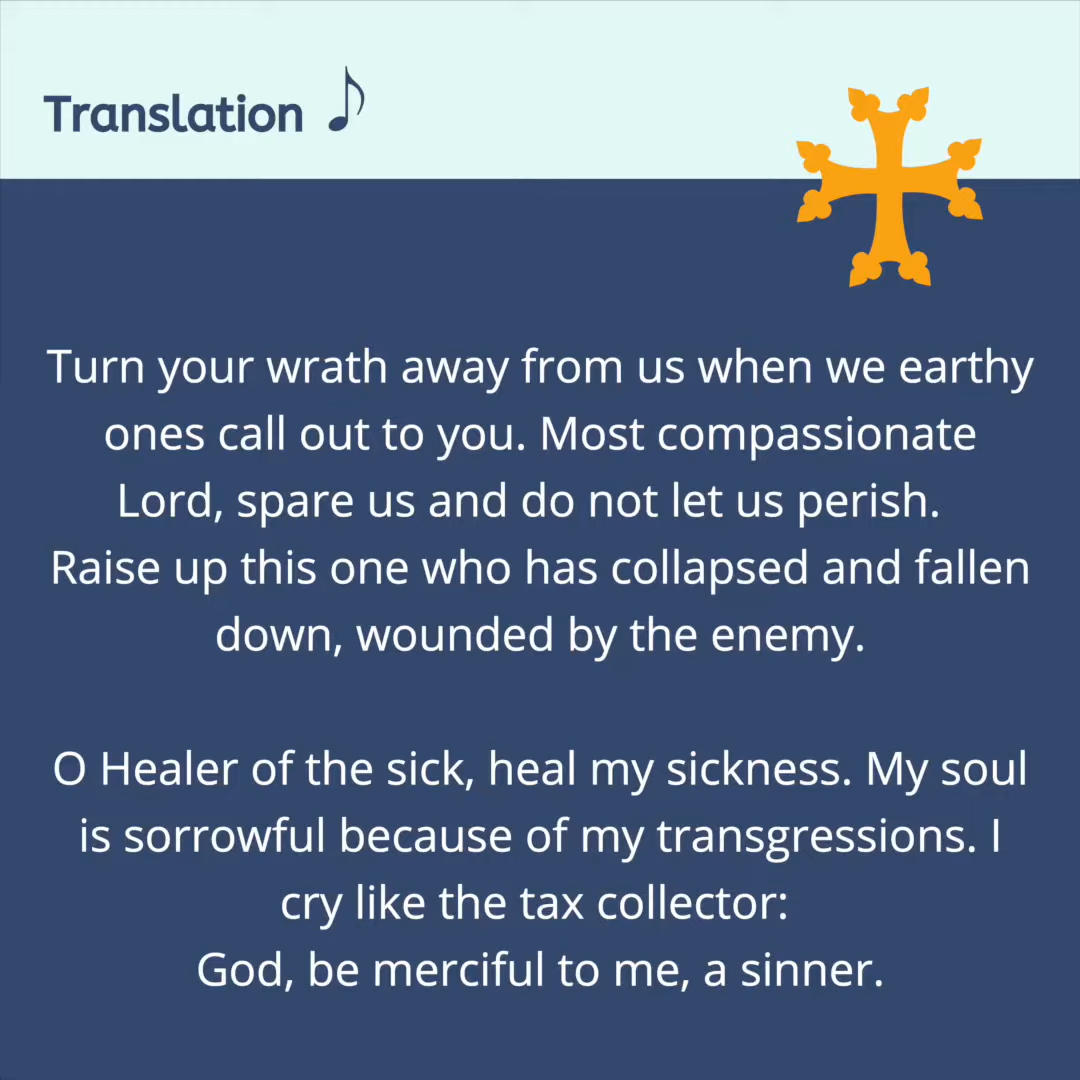 Translation
Turn your wrath away from us when we earthy
ones call out to you. Most compassionate
Lord, spare us and do not let us perish.
Raise up this one who has collapsed and fallen
down, wounded by the enemy.
O Healer of the sick, heal my sickness. My soul
is sorrowful because of my transgressions. I
cry like the tax collector:
God, be merciful to me, a sinner.